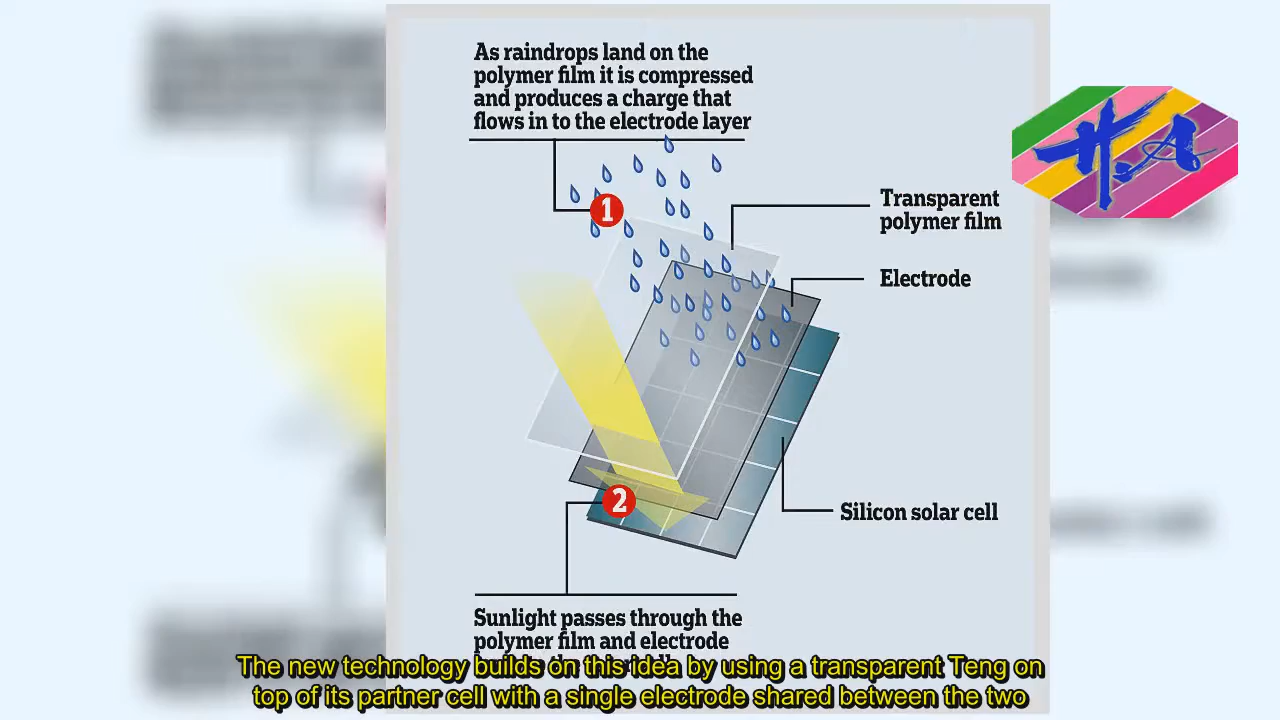 As raindrops land on the
polymer film it is compressed
and produces a charge that
flows in to the electrode layer
1
Transparent
polymer film
Electrode
2
Silicon solar cell
Sunlight passes through the
polymer film and electrode
The new technology builds on this idea by using a transparent Teng on
top of its partner cell with a single electrode shared between the two
H.A